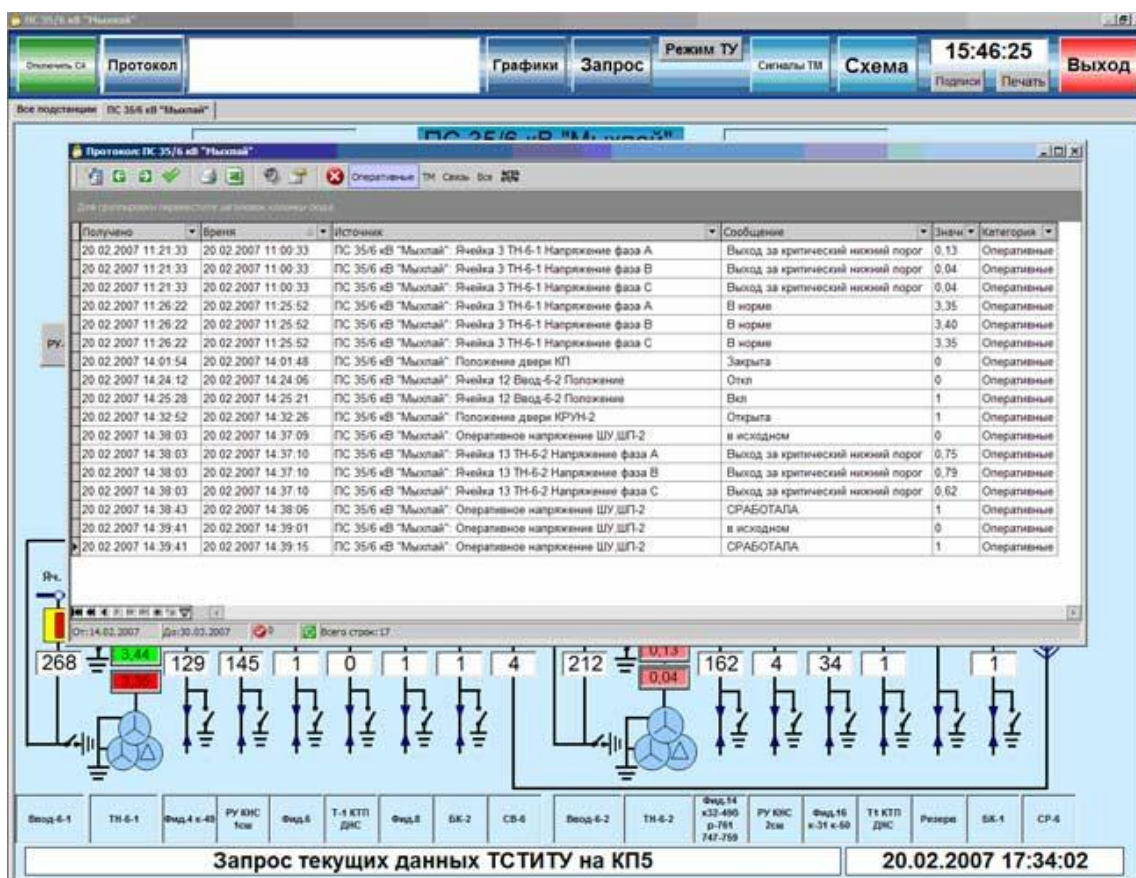 ПС 35/6 кВ "Мыхпай"
Отключить СА
Протокол
Графики
Запрос
Режим ТУ
Сигналы ТМ
Схема
15:46:25
Подписи
Печать
Выход
Все подстанции ПС 35/6 кВ "Мыхпай"
ПС 35/6 кВ "Мыхпай"
Протокол: ПС 35/6 кВ "Мыхпай"
Оперативные ТМ Связь Все
Для группировки переместите заголовок колонки сюда
Получено Время Источник Сообщение Значе Категория
20.02.2007 11:21:33 20.02.2007 11:00:33 ПС 35/6 кВ "Мыхпай": Ячейка 3 ТН-6-1 Напряжение фаза А Выход за критический нижний порог 0,13 Оперативные
20.02.2007 11:21:33 20.02.2007 11:00:33 ПС 35/6 кВ "Мыхпай": Ячейка 3 ТН-6-1 Напряжение фаза В Выход за критический нижний порог 0,04 Оперативные
20.02.2007 11:21:33 20.02.2007 11:00:33 ПС 35/6 кВ "Мыхпай": Ячейка 3 ТН-6-1 Напряжение фаза С Выход за критический нижний порог 0,04 Оперативные
20.02.2007 11:26:22 20.02.2007 11:25:52 ПС 35/6 кВ "Мыхпай": Ячейка 3 ТН-6-1 Напряжение фаза А В норме 3,35 Оперативные
20.02.2007 11:26:22 20.02.2007 11:25:52 ПС 35/6 кВ "Мыхпай": Ячейка 3 ТН-6-1 Напряжение фаза В В норме 3,40 Оперативные
20.02.2007 11:26:22 20.02.2007 11:25:52 ПС 35/6 кВ "Мыхпай": Ячейка 3 ТН-6-1 Напряжение фаза С В норме 3,35 Оперативные
20.02.2007 14:01:54 20.02.2007 14:01:48 ПС 35/6 кВ "Мыхпай": Положение двери КП Закрыта 0 Оперативные
20.02.2007 14:24:12 20.02.2007 14:24:06 ПС 35/6 кВ "Мыхпай": Ячейка 12 Ввод-6-2 Положение Откл 0 Оперативные
20.02.2007 14:25:28 20.02.2007 14:25:21 ПС 35/6 кВ "Мыхпай": Ячейка 12 Ввод-6-2 Положение Вкл 1 Оперативные
20.02.2007 14:32:52 20.02.2007 14:32:26 ПС 35/6 кВ "Мыхпай": Положение двери КРУН-2 Открыта 1 Оперативные
20.02.2007 14:38:03 20.02.2007 14:37:09 ПС 35/6 кВ "Мыхпай": Оперативное напряжение ШУ,ШП-2 в исходном 0 Оперативные
20.02.2007 14:38:03 20.02.2007 14:37:10 ПС 35/6 кВ "Мыхпай": Ячейка 13 ТН-6-2 Напряжение фаза А Выход за критический нижний порог 0,75 Оперативные
20.02.2007 14:38:03 20.02.2007 14:37:10 ПС 35/6 кВ "Мыхпай": Ячейка 13 ТН-6-2 Напряжение фаза В Выход за критический нижний порог 0,79 Оперативные
20.02.2007 14:38:03 20.02.2007 14:37:10 ПС 35/6 кВ "Мыхпай": Ячейка 13 ТН-6-2 Напряжение фаза С Выход за критический нижний порог 0,62 Оперативные
20.02.2007 14:38:43 20.02.2007 14:38:06 ПС 35/6 кВ "Мыхпай": Оперативное напряжение ШУ,ШП-2 СРАБОТАЛА 1 Оперативные
20.02.2007 14:39:41 20.02.2007 14:39:01 ПС 35/6 кВ "Мыхпай": Оперативное напряжение ШУ,ШП-2 в исходном 0 Оперативные
20.02.2007 14:39:41 20.02.2007 14:39:15 ПС 35/6 кВ "Мыхпай": Оперативное напряжение ШУ,ШП-2 СРАБОТАЛА 1 Оперативные
РУ-
Яч.
От:14.02.2007 До:30.03.2007 0 Всего строк:17
3,44 0,13
268 129 145 1 0 1 1 4 212 162 4 34 1 1
3,35 0,04
Ввод-6-1
ТН-6-1
Фид.4 к-49
РУ КНС 1сш
Фид.6
Т-1 КТП ДНС
Фид.8
БК-2
СВ-6
Ввод-6-2
ТН-6-2
Фид.14 к32-49б р-761 747-759
РУ КНС 2сш
Фид.16 к-31 к-50
Т1 КТП ДНС
Резерв
БК-1
СР-6
Запрос текущих данных ТСТИТУ на КП5
20.02.2007 17:34:02